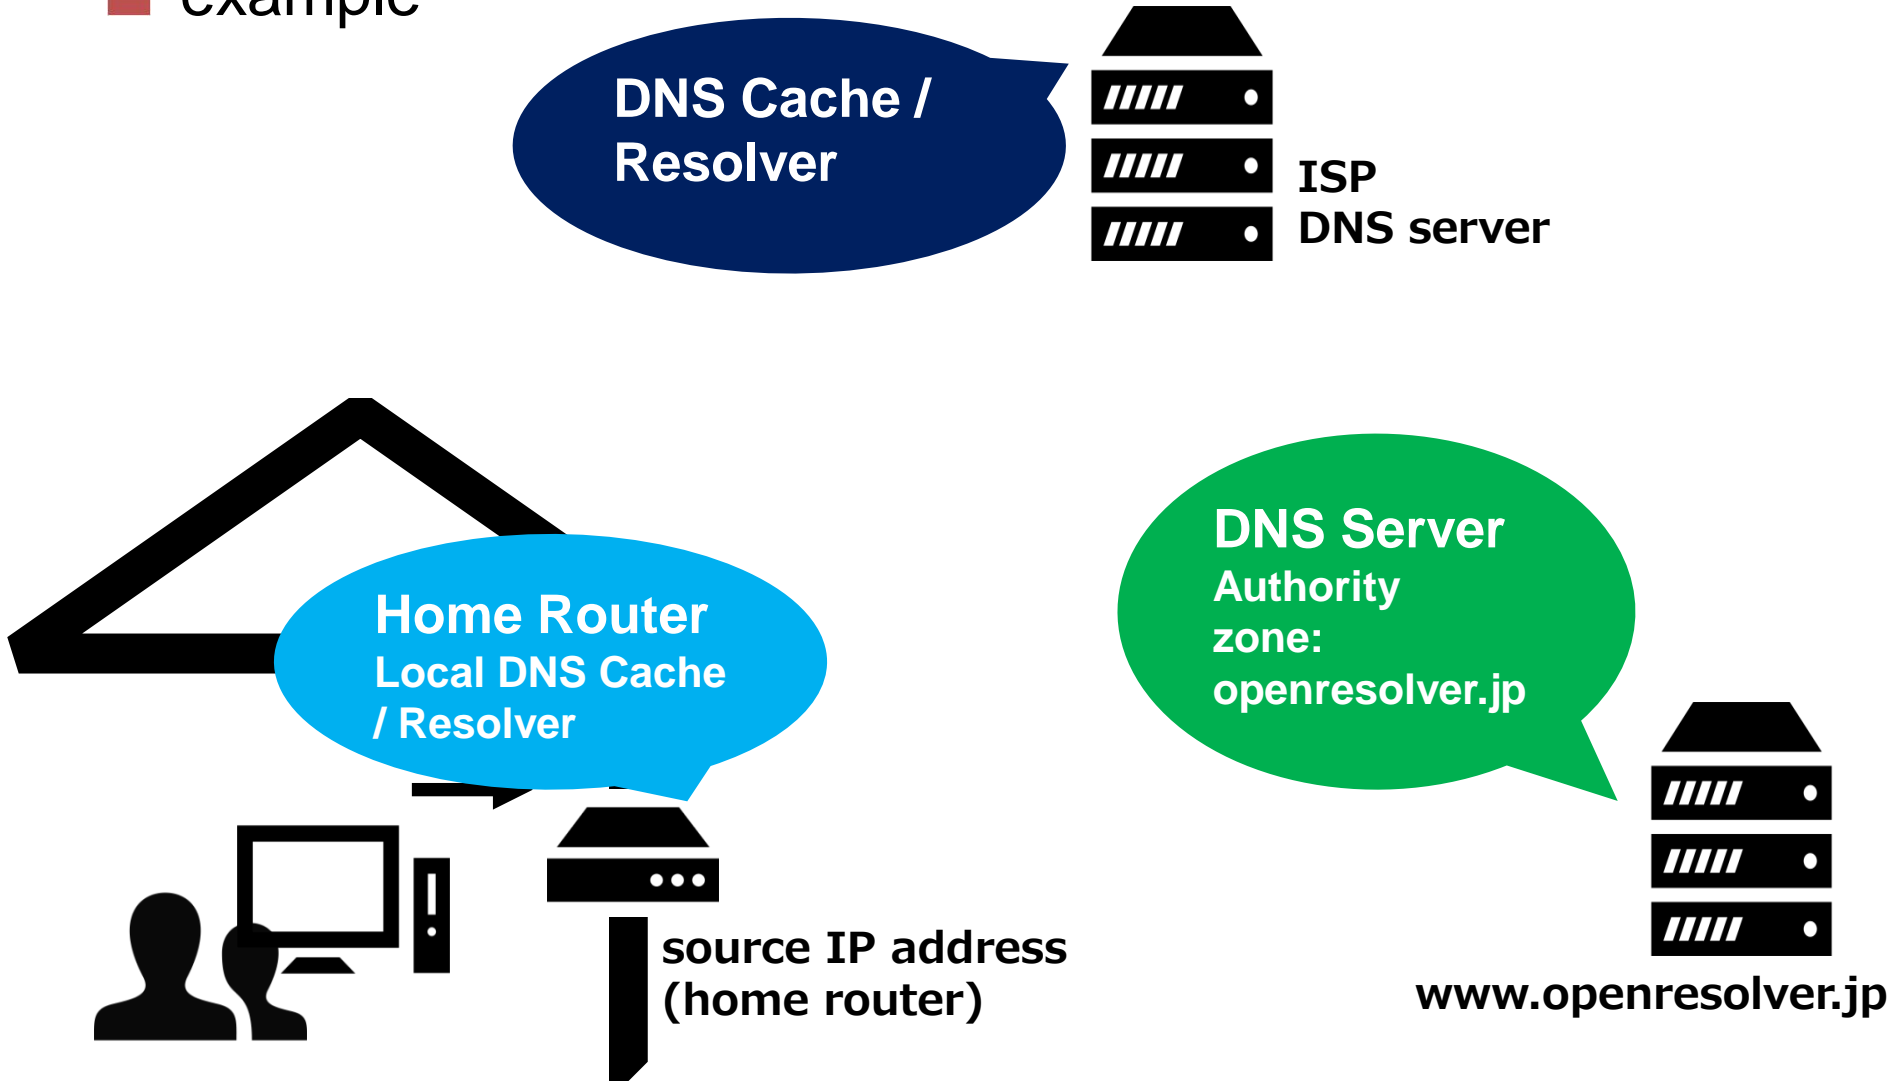 example
DNS Cache /
Resolver
ISP
DNS server
Home Router
Local DNS Cache
/ Resolver
DNS Server
Authority
zone:
openresolver.jp
source IP address
(home router)
www.openresolver.jp